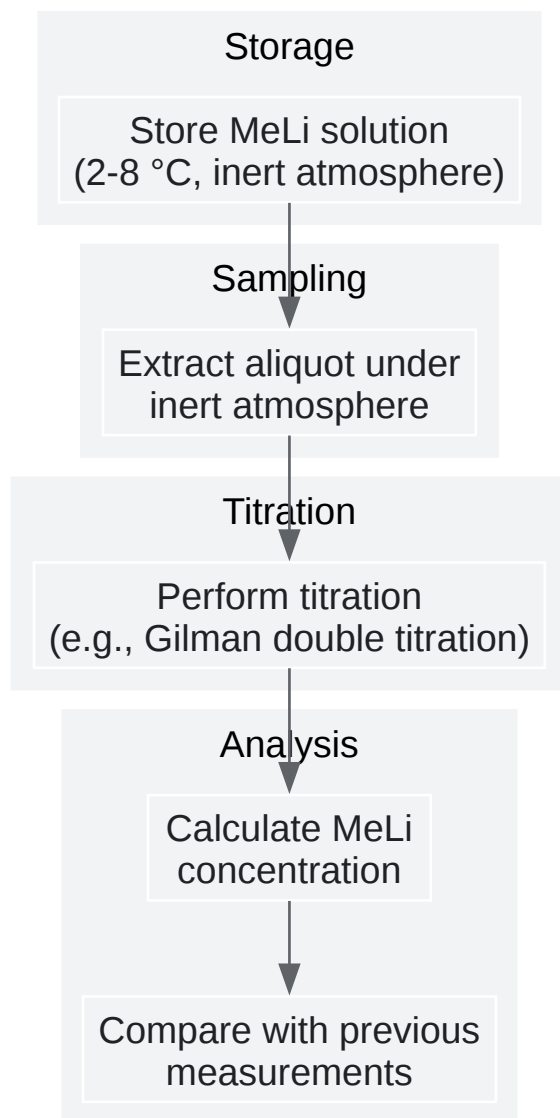 Storage
Store MeLi solution
(2-8 °C, inert atmosphere)
Sampling
Extract aliquot under
inert atmosphere
Titration
Perform titration
(e.g., Gilman double titration)
Analysis
Calculate MeLi
concentration
Compare with previous
measurements